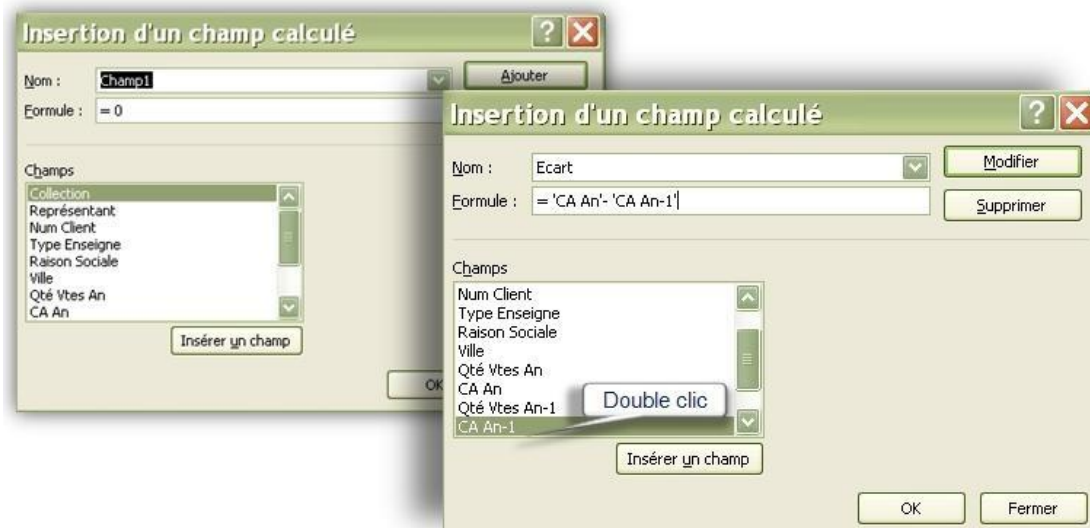 Insertion d'un champ calculé
Nom :
Champ1
Ajouter
Formule :
= 0
Champs
Collection
Représentant
Num Client
Type Enseigne
Raison Sociale
Ville
Qté Vtes An
CA An
Insérer un champ
OK
Insertion d'un champ calculé
Nom :
Ecart
Modifier
Formule :
= 'CA An'- 'CA An-1'
Supprimer
Champs
Num Client
Type Enseigne
Raison Sociale
Ville
Qté Vtes An
CA An
Qté Vtes An-1
CA An-1
Double clic
Insérer un champ
OK
Fermer